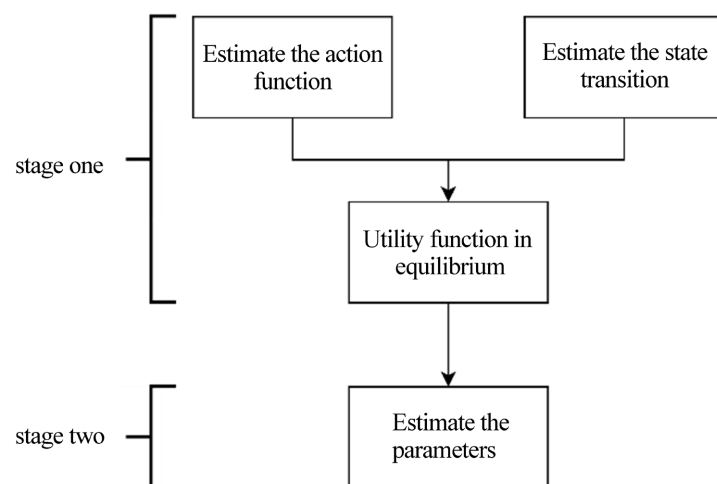 Estimate the action
function
Estimate the state
transition
stage one
Utility function in
equilibrium
stage two
Estimate the
parameters